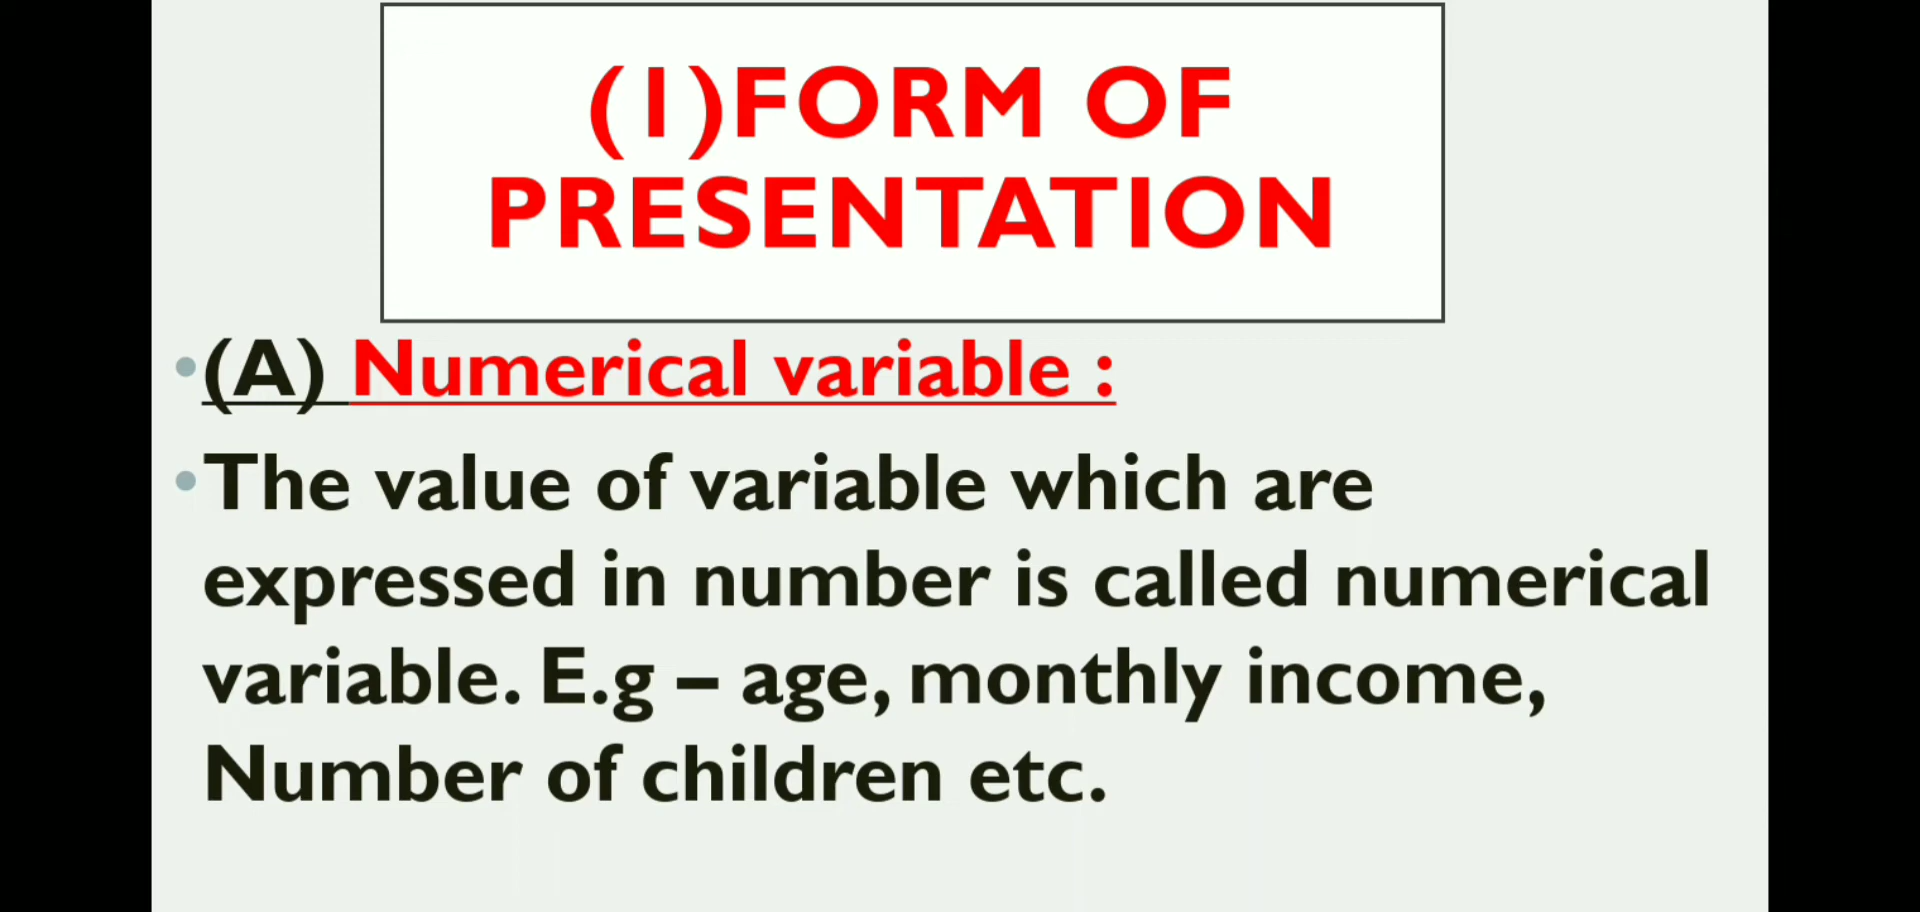 (1)FORM OF
PRESENTATION
•(A) Numerical variable :
•The value of variable which are
expressed in number is called numerical
variable. E.g – age, monthly income,
Number of children etc.